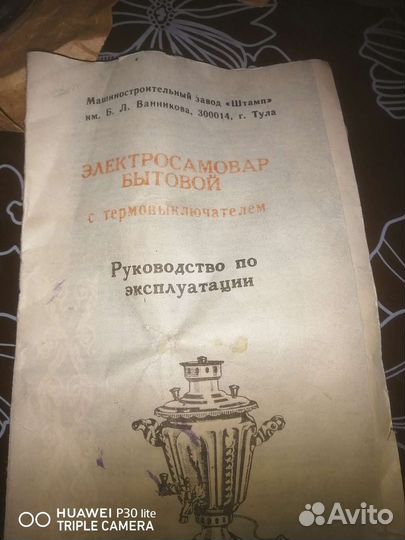 Машиностроительный завод «Штамп»
им. Б. Л. Ванникова, 300014, г. Тула
ЭЛЕКТРОСАМОВАР
БЫТОВОЙ
с термовыключателем
Руководство по
эксплуатации
HUAWEI P30 lite
TRIPLE CAMERA
Avito